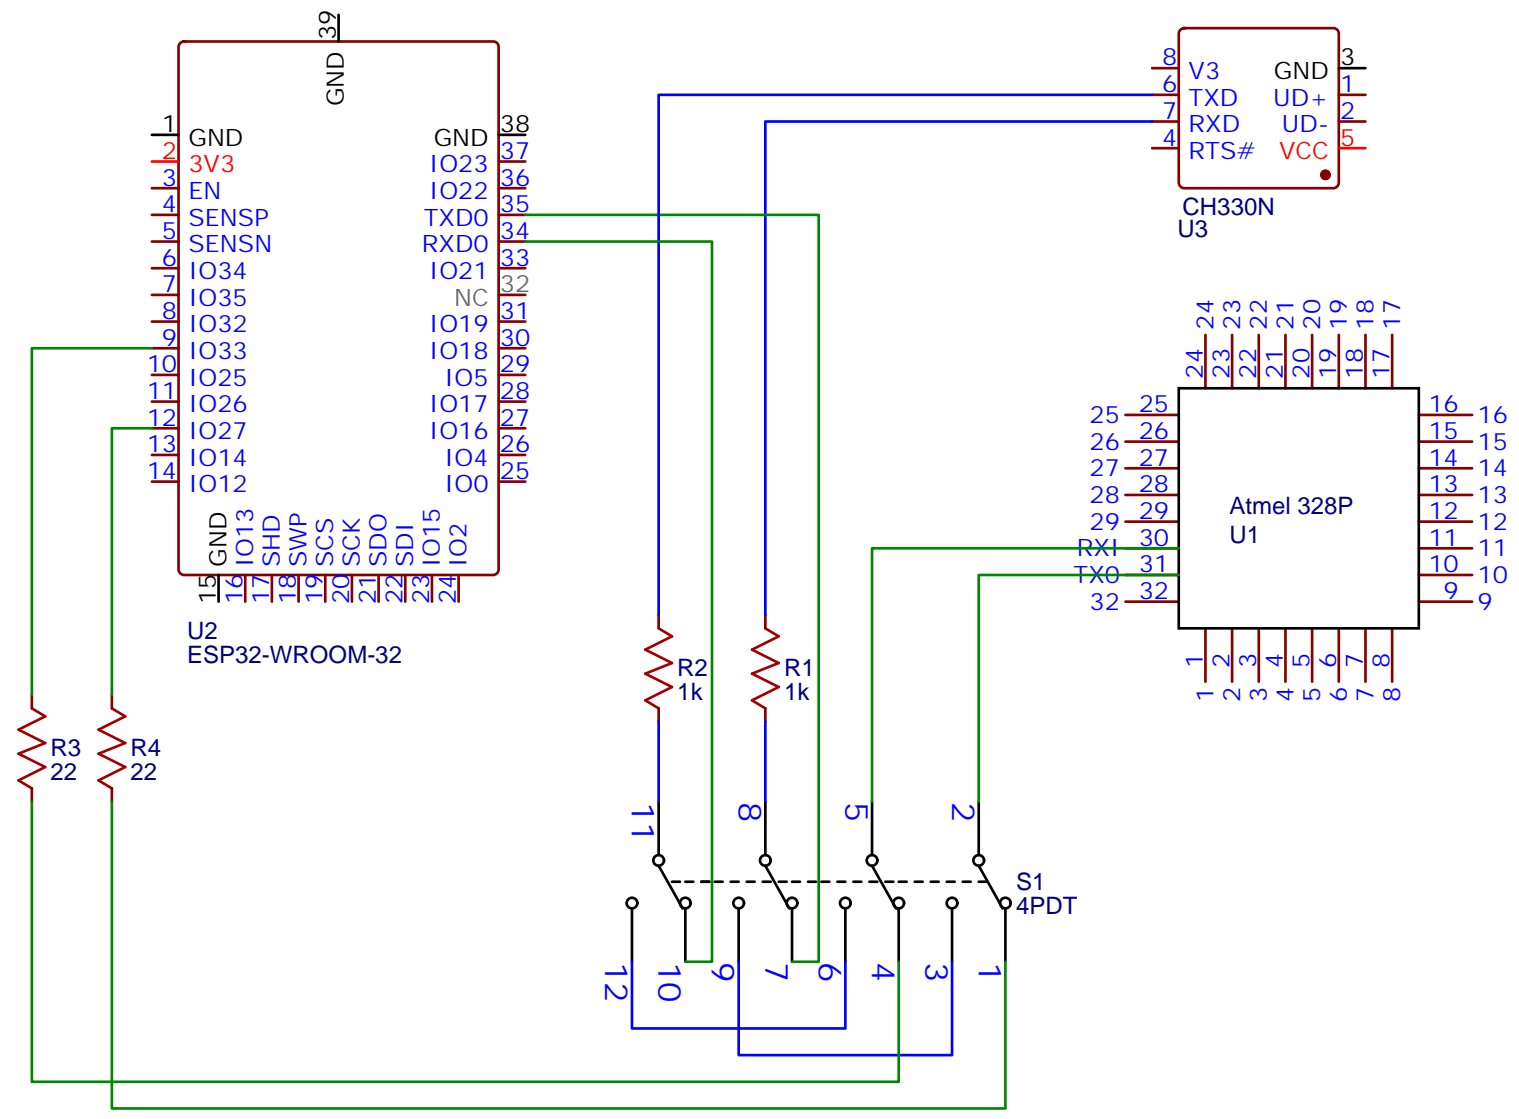 39
GND
1
GND
2
3V3
3
EN
4
SENSP
5
SENSN
6
IO34
7
IO35
8
IO32
9
IO33
10
IO25
11
IO26
12
IO27
13
IO14
14
IO12
38
GND
37
IO23
36
IO22
35
TXD0
34
RXD0
33
IO21
32
NC
31
IO19
30
IO18
29
IO5
28
IO17
27
IO16
26
IO4
25
IO0
GND IO13 SHD SWP SCS SCK SDO SDI IO15 IO2
15 16 17 18 19 20 21 22 23 24
U2
ESP32-WROOM-32
8
V3
6
TXD
7
RXD
4
RTS#
3
GND
1
UD+
2
UD-
5
VCC
CH330N
U3
24 23 22 21 20 19 18 17
24 23 22 21 20 19 18 17
25 25
26 26
27 27
28 28
29 29
RXI 30
TXO 31
32 32
Atmel 328P
U1
16 16
15 15
14 14
13 13
12 12
11 11
10 10
9 9
1 2 3 4 5 6 7 8
1 2 3 4 5 6 7 8
R2
1k
R1
1k
R3
22
R4
22
11 8 5 2
S1
4PDT
12 10 9 7 6 4 3 1